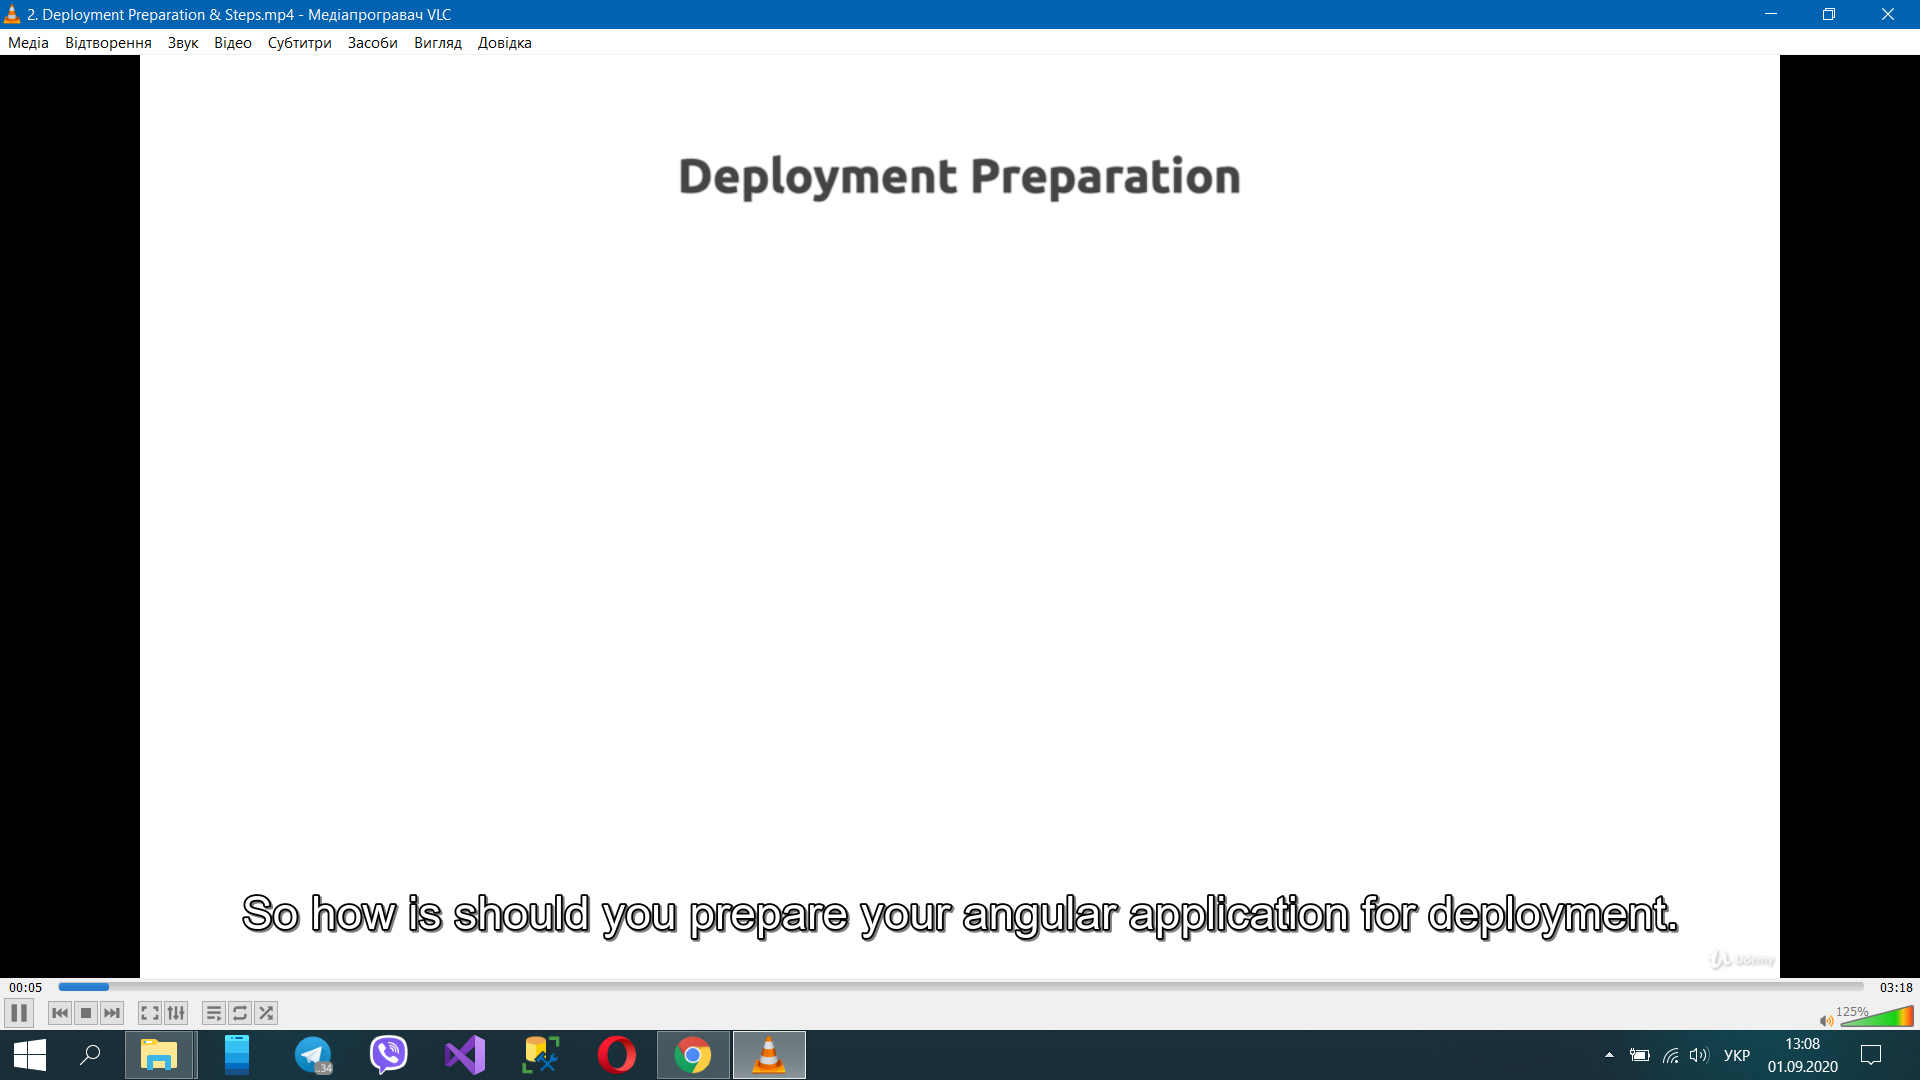 2. Deployment Preparation & Steps.mp4 - Медіапрогравач VLC
Медіа Відтворення Звук Відео Субтитри Засоби Вигляд Довідка
Deployment Preparation
So how is should you prepare your angular application for deployment.
Udemy
00:05 03:18
125%
..34
УКР
13:08
01.09.2020